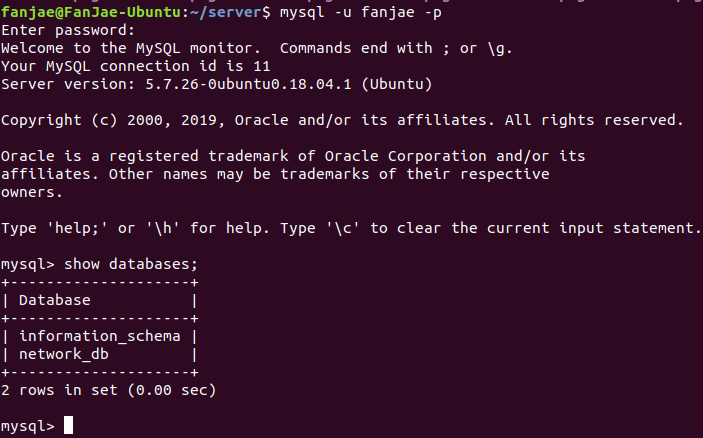 fanjae@FanJae-Ubuntu:~/server$ mysql -u fanjae -p
Enter password:
Welcome to the MySQL monitor.  Commands end with ; or \g.
Your MySQL connection id is 11
Server version: 5.7.26-0ubuntu0.18.04.1 (Ubuntu)

Copyright (c) 2000, 2019, Oracle and/or its affiliates. All rights reserved.

Oracle is a registered trademark of Oracle Corporation and/or its
affiliates. Other names may be trademarks of their respective
owners.

Type 'help;' or '\h' for help. Type '\c' to clear the current input statement.

mysql> show databases;
+--------------------+
| Database           |
+--------------------+
| information_schema |
| network_db         |
+--------------------+
2 rows in set (0.00 sec)

mysql>